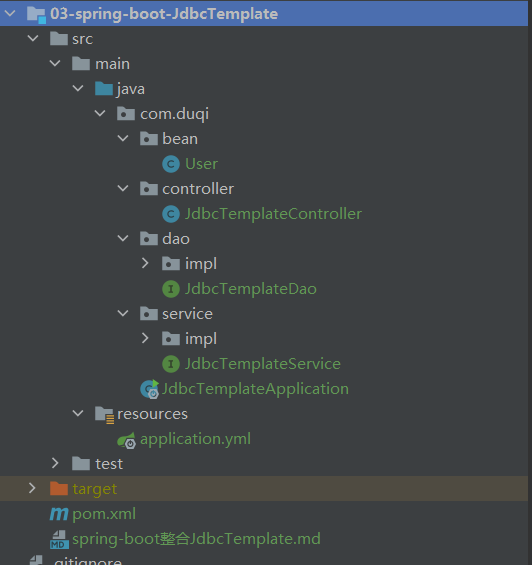 03-spring-boot-JdbcTemplate
src
main
java
com.duqi
bean
C User
controller
C JdbcTemplateController
dao
impl
I JdbcTemplateDao
service
impl
I JdbcTemplateService
JdbcTemplateApplication
resources
application.yml
test
target
m pom.xml
MD spring-boot整合JdbcTemplate.md
.gitignore